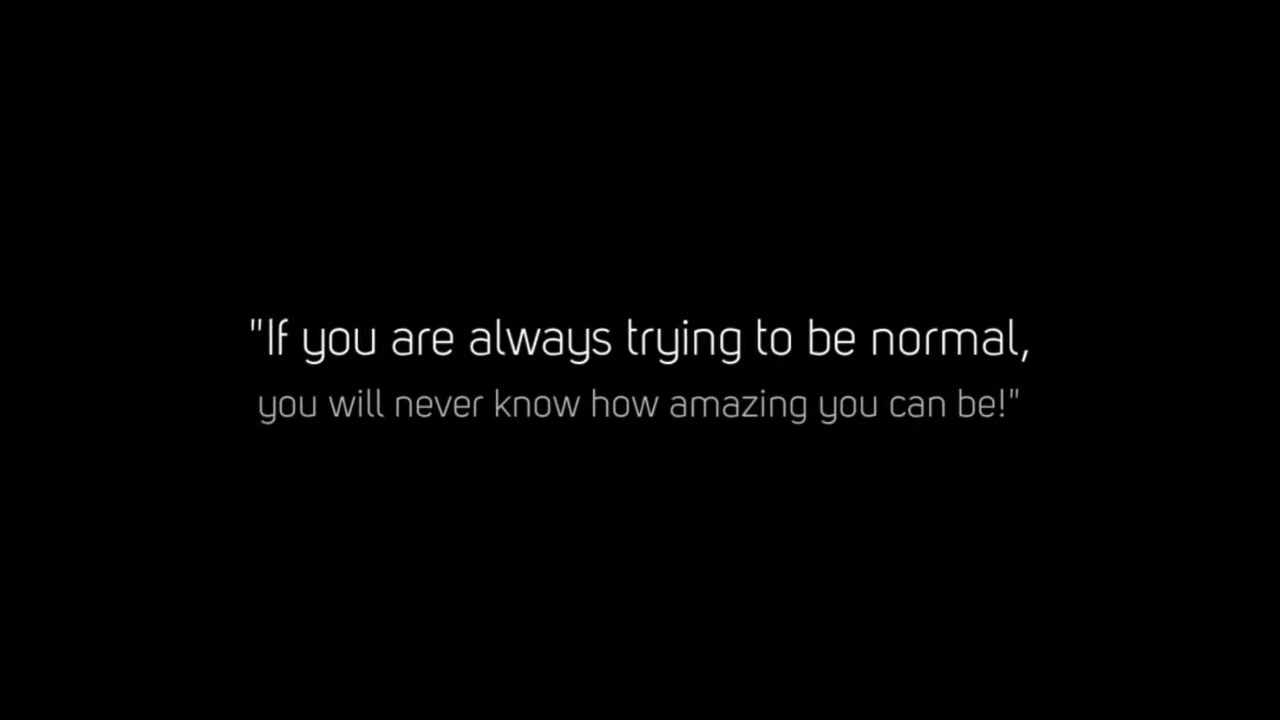 "If you are always trying to be normal,
you will never know how amazing you can be!"